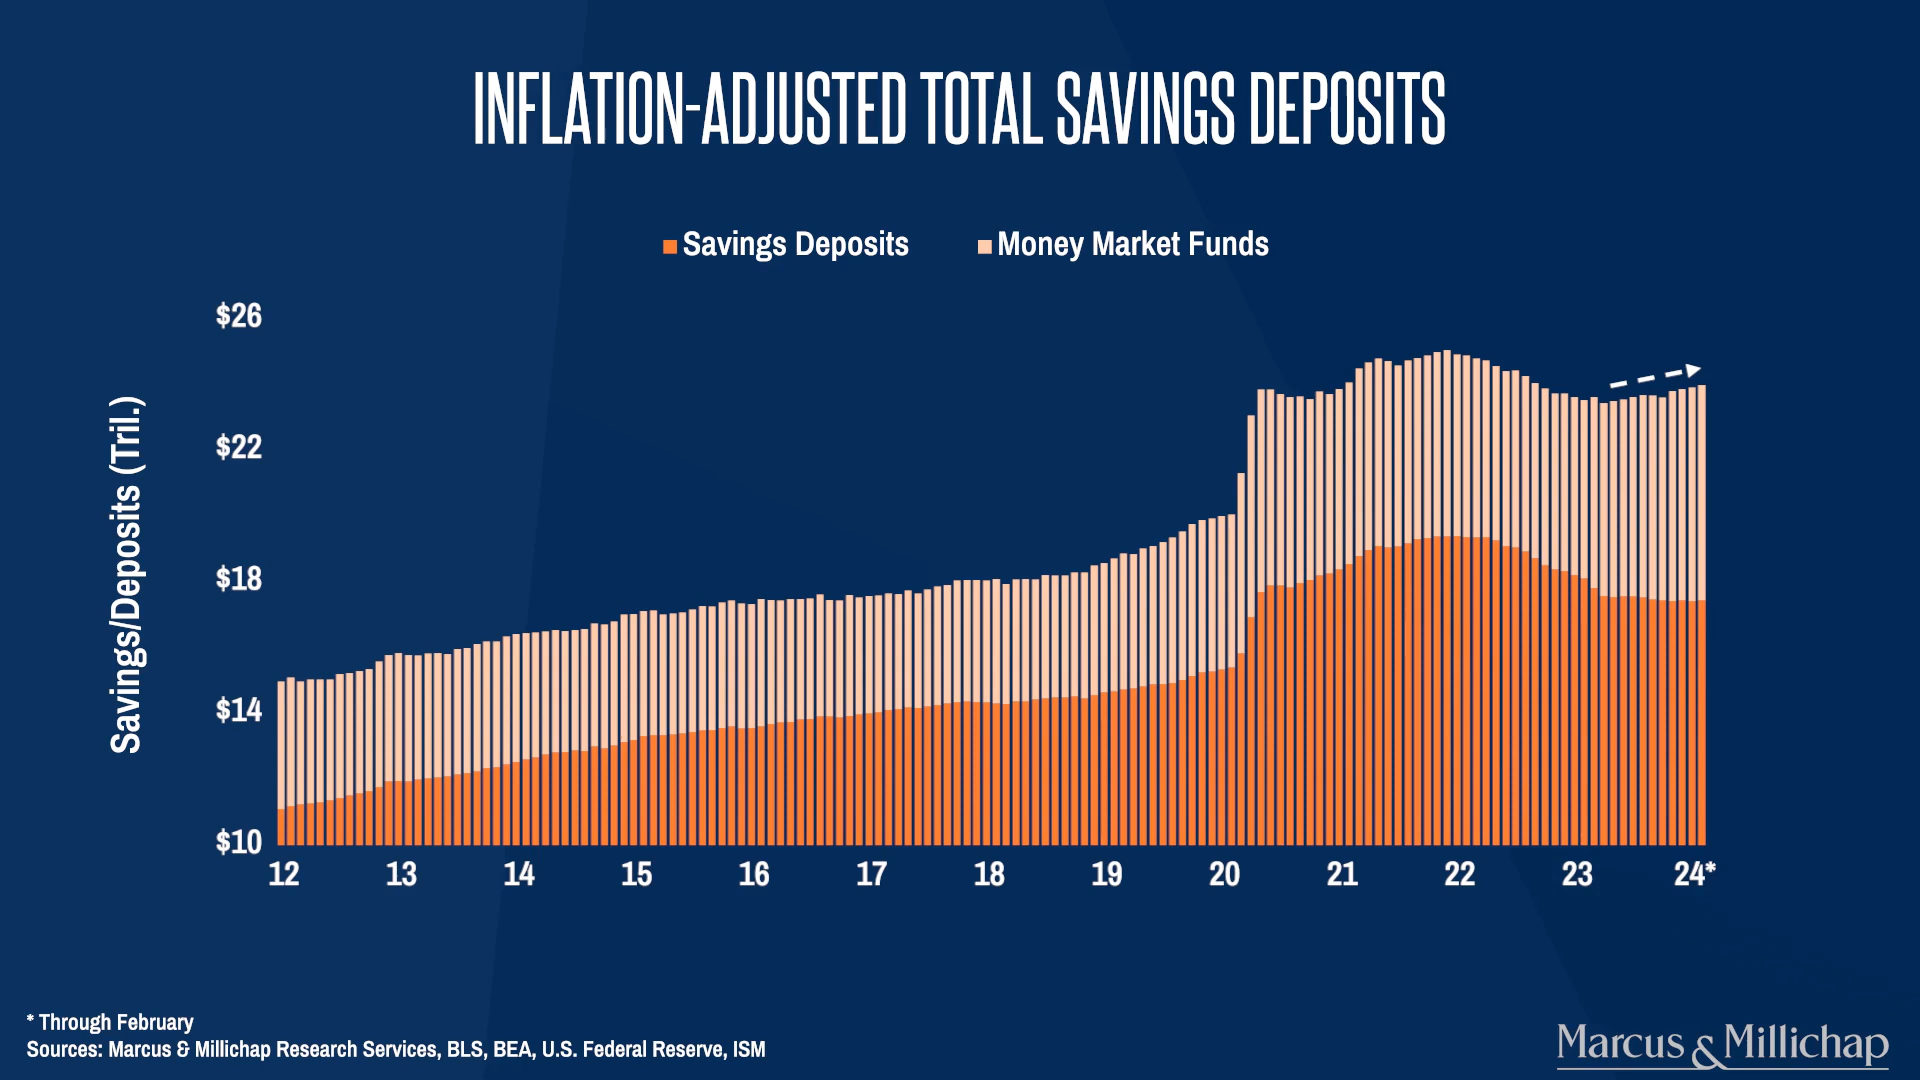 INFLATION-ADJUSTED TOTAL SAVINGS DEPOSITS
Savings Deposits
Money Market Funds
Savings/Deposits (Tril.)
$26
$22
$18
$14
$10
12 13 14 15 16 17 18 19 20 21 22 23 24*
* Through February
Sources: Marcus & Millichap Research Services, BLS, BEA, U.S. Federal Reserve, ISM
Marcus & Millichap